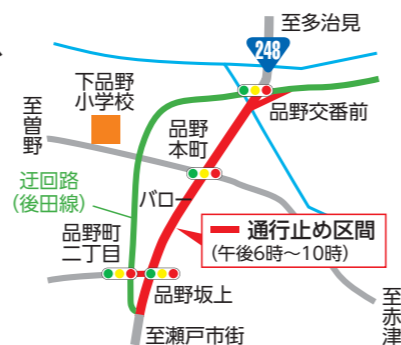 至多治見
248
下品野
小学校
品野交番前
至曽野
品野
本町
迂回路
(後田線)
バロー
通行止め区間
(午後6時〜10時)
品野町
二丁目
品野坂上
至赤津
至瀬戸市街